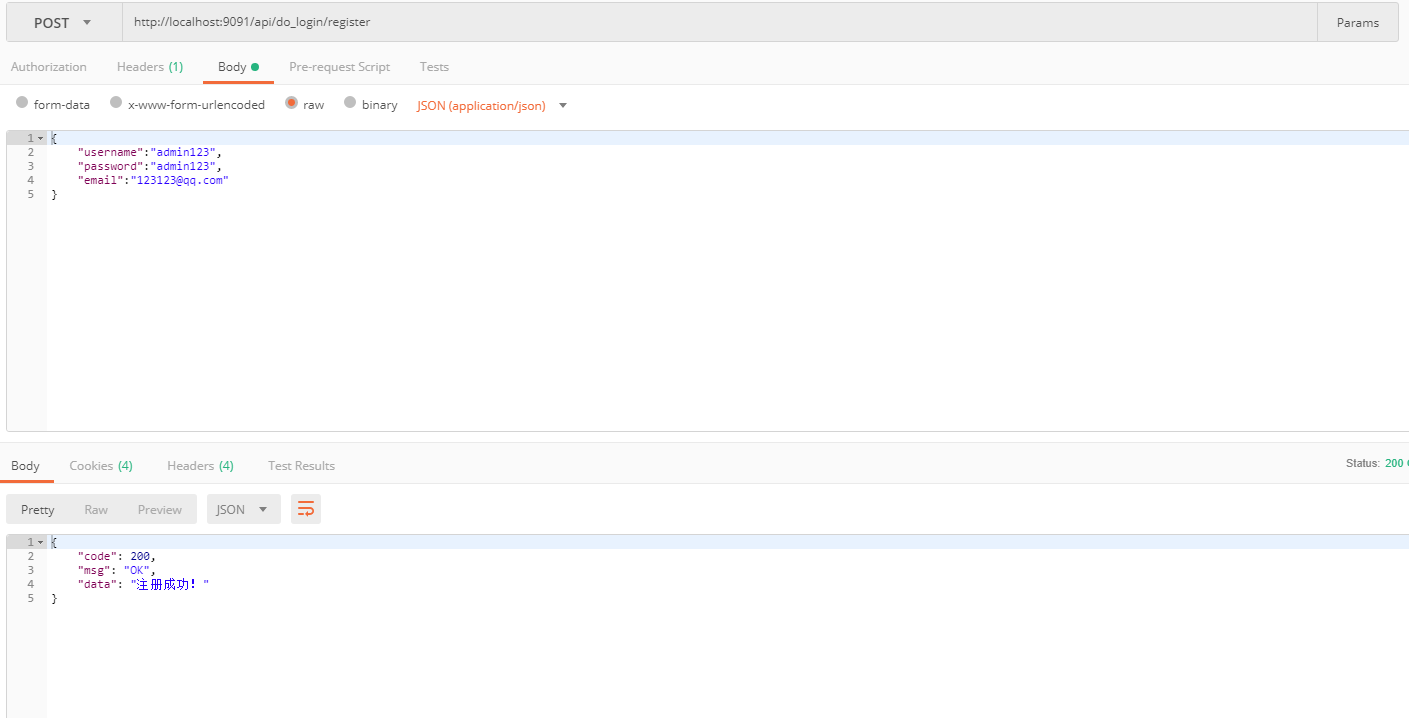 POST http://localhost:9091/api/do_login/register Params
Authorization Headers (1) Body Pre-request Script Tests
form-data x-www-form-urlencoded raw binary JSON (application/json)
1 {
2 "username":"admin123",
3 "password":"admin123",
4 "email":"123123@qq.com"
5 }
Body Cookies (4) Headers (4) Test Results Status: 200
Pretty Raw Preview JSON
1 {
2 "code": 200,
3 "msg": "OK",
4 "data": "注册成功！"
5 }